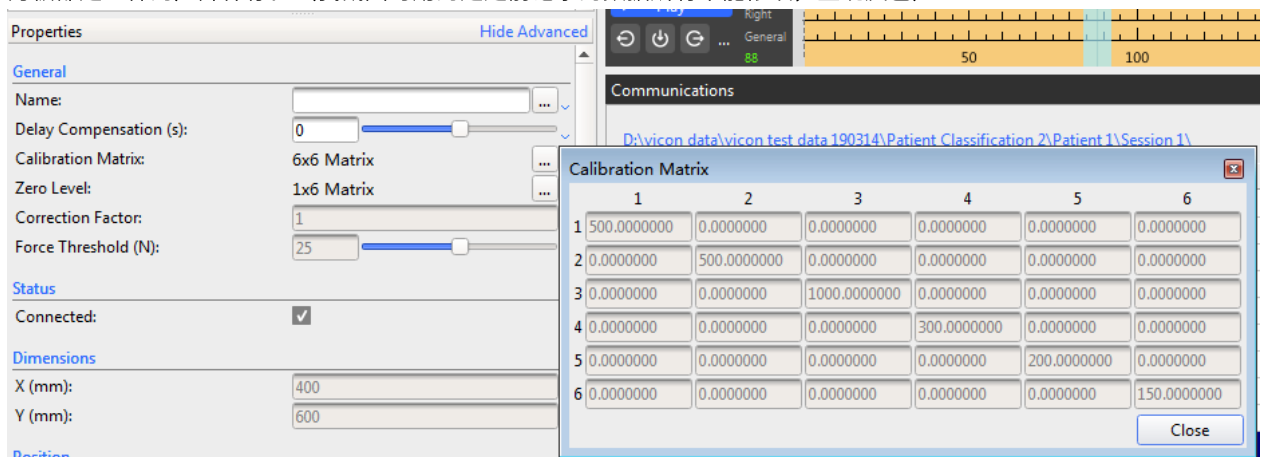 Properties
Hide Advanced
General
Name:
...
Delay Compensation (s):
0
Calibration Matrix:
6x6 Matrix
...
Zero Level:
1x6 Matrix
...
Correction Factor:
1
Force Threshold (N):
25
Status
Connected:
Dimensions
X (mm):
400
Y (mm):
600
Position
Play
Right
...
General
88
50
100
Communications
D:\vicon data\vicon test data 190314\Patient Classification 2\Patient 1\Session 1\
Calibration Matrix
1 2 3 4 5 6
1 500.0000000 0.0000000 0.0000000 0.0000000 0.0000000 0.0000000
2 0.0000000 500.0000000 0.0000000 0.0000000 0.0000000 0.0000000
3 0.0000000 0.0000000 1000.0000000 0.0000000 0.0000000 0.0000000
4 0.0000000 0.0000000 0.0000000 300.0000000 0.0000000 0.0000000
5 0.0000000 0.0000000 0.0000000 0.0000000 200.0000000 0.0000000
6 0.0000000 0.0000000 0.0000000 0.0000000 0.0000000 150.0000000
Close